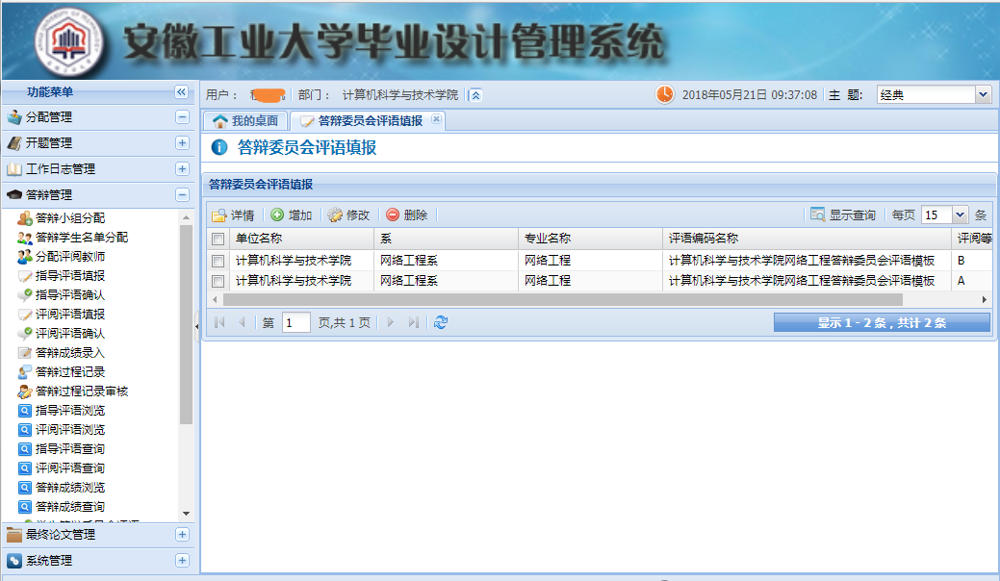 安徽工业大学毕业设计管理系统
功能菜单
用户： 部门： 计算机科学与技术学院
2018年05月21日 09:37:08 主 题: 经典
分配管理
开题管理
工作日志管理
答辩管理
答辩小组分配
答辩学生名单分配
分配评阅教师
指导评语填报
指导评语确认
评阅评语填报
评阅评语确认
答辩成绩录入
答辩过程记录
答辩过程记录审核
指导评语浏览
评阅评语浏览
指导评语查询
评阅评语查询
答辩成绩浏览
答辩成绩查询
最终论文管理
系统管理
我的桌面 答辩委员会评语填报
答辩委员会评语填报
答辩委员会评语填报
详情 增加 修改 删除 显示查询 每页 15 条
单位名称 系 专业名称 评语编码名称 评阅等
计算机科学与技术学院 网络工程系 网络工程 计算机科学与技术学院网络工程答辩委员会评语模板 B
计算机科学与技术学院 网络工程系 网络工程 计算机科学与技术学院网络工程答辩委员会评语模板 A
第 1 页,共 1 页 显示 1 - 2 条 , 共计 2 条